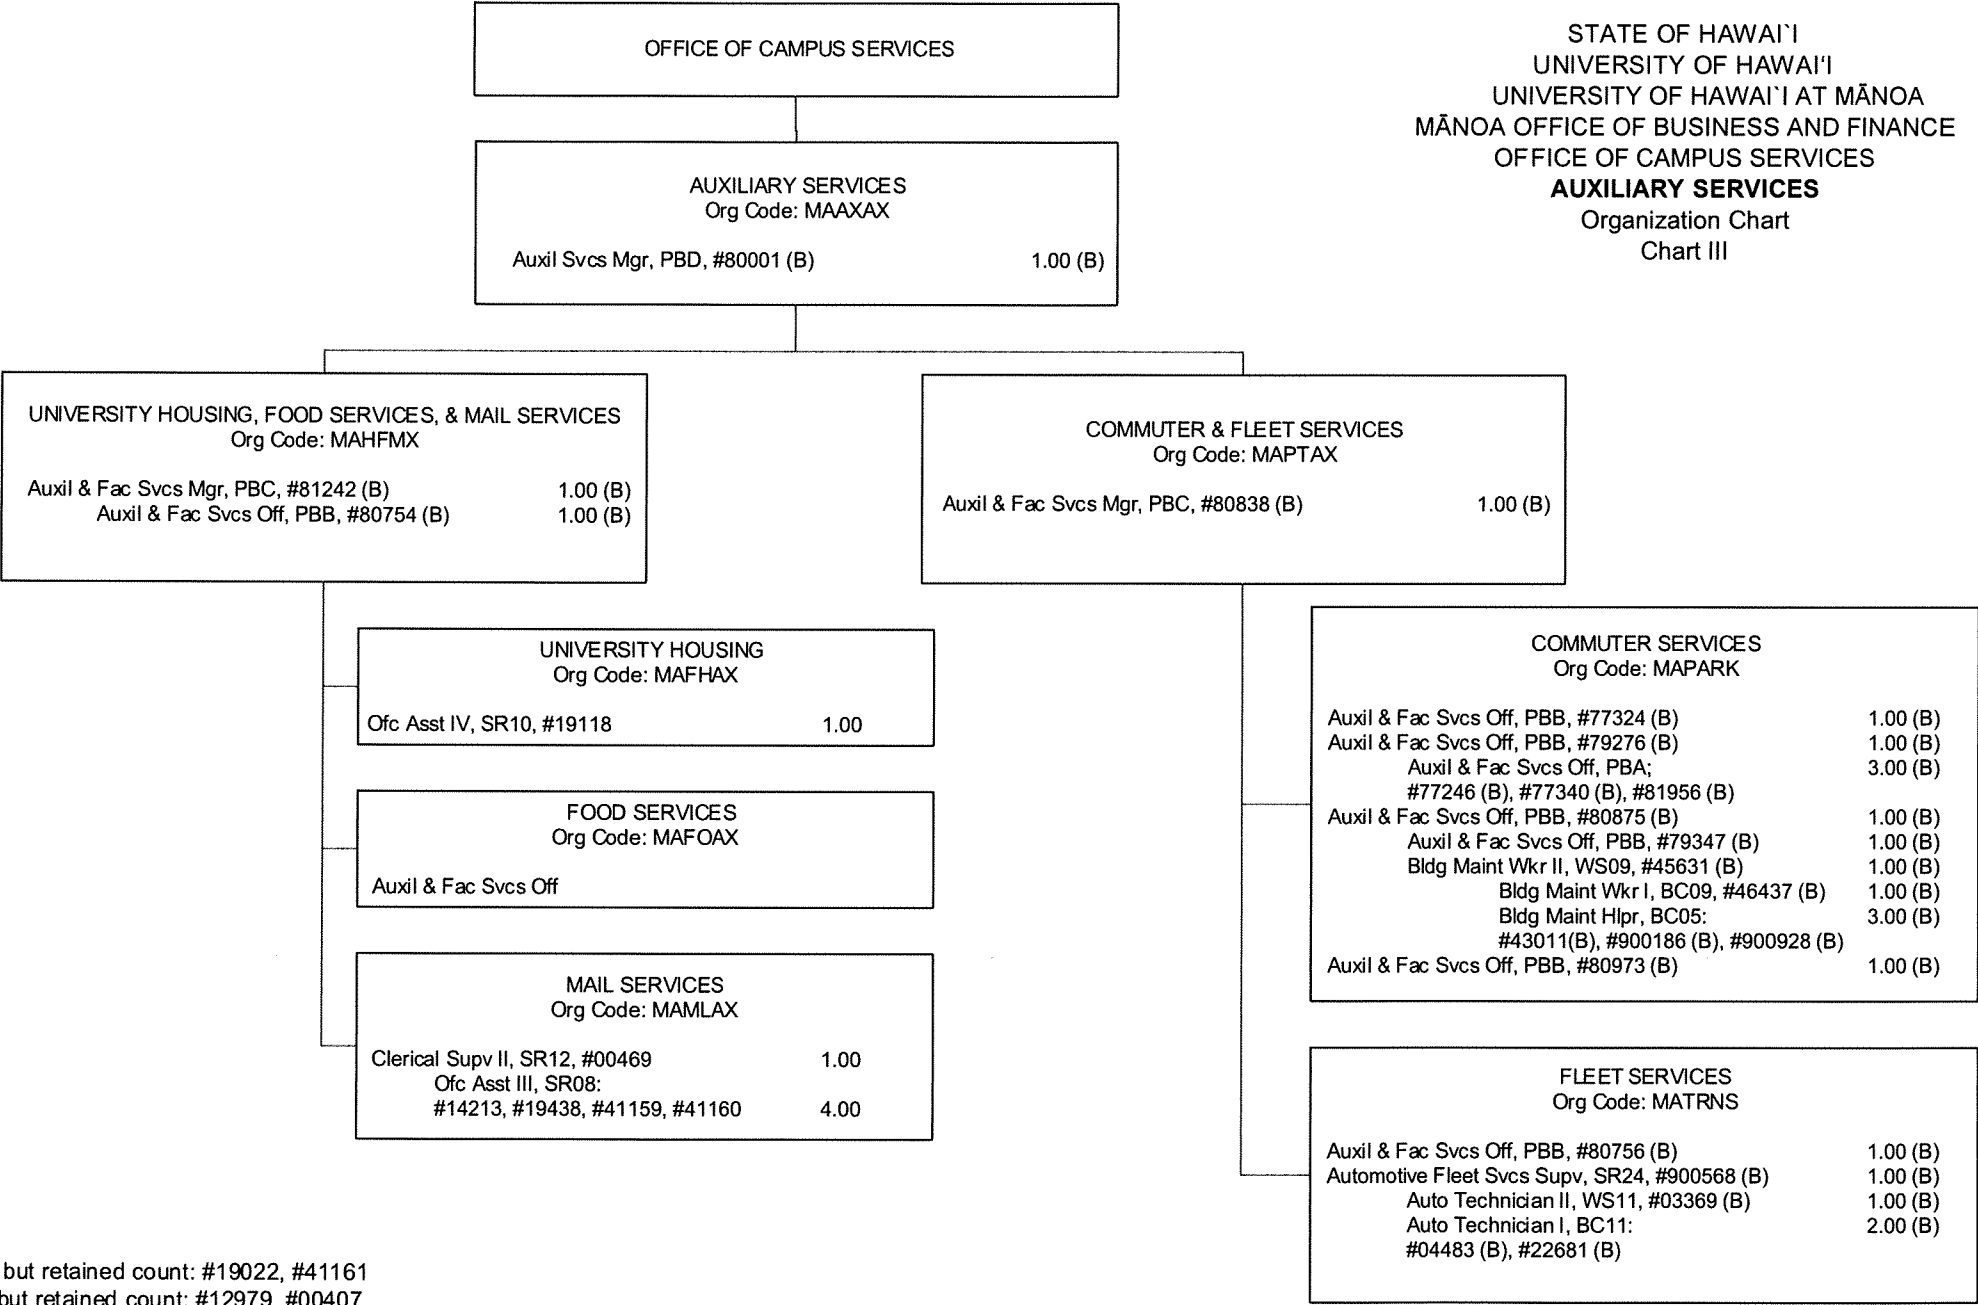 OFFICE OF CAMPUS SERVICES
STATE OF HAWAI`I
UNIVERSITY OF HAWAI'I
UNIVERSITY OF HAWAI`I AT MĀNOA
MĀNOA OFFICE OF BUSINESS AND FINANCE
OFFICE OF CAMPUS SERVICES
AUXILIARY SERVICES
Organization Chart
Chart III
AUXILIARY SERVICES
Org Code: MAAXAX
Auxil Svcs Mgr, PBD, #80001 (B) 1.00 (B)
UNIVERSITY HOUSING, FOOD SERVICES, & MAIL SERVICES
Org Code: MAHFMX
Auxil & Fac Svcs Mgr, PBC, #81242 (B) 1.00 (B)
Auxil & Fac Svcs Off, PBB, #80754 (B) 1.00 (B)
COMMUTER & FLEET SERVICES
Org Code: MAPTAX
Auxil & Fac Svcs Mgr, PBC, #80838 (B) 1.00 (B)
UNIVERSITY HOUSING
Org Code: MAFHAX
Ofc Asst IV, SR10, #19118 1.00
FOOD SERVICES
Org Code: MAFOAX
Auxil & Fac Svcs Off
MAIL SERVICES
Org Code: MAMLAX
Clerical Supv II, SR12, #00469 1.00
Ofc Asst III, SR08:
#14213, #19438, #41159, #41160 4.00
COMMUTER SERVICES
Org Code: MAPARK
Auxil & Fac Svcs Off, PBB, #77324 (B) 1.00 (B)
Auxil & Fac Svcs Off, PBB, #79276 (B) 1.00 (B)
Auxil & Fac Svcs Off, PBA; 3.00 (B)
#77246 (B), #77340 (B), #81956 (B)
Auxil & Fac Svcs Off, PBB, #80875 (B) 1.00 (B)
Auxil & Fac Svcs Off, PBB, #79347 (B) 1.00 (B)
Bldg Maint Wkr II, WS09, #45631 (B) 1.00 (B)
Bldg Maint Wkr I, BC09, #46437 (B) 1.00 (B)
Bldg Maint Hlpr, BC05: 3.00 (B)
#43011(B), #900186 (B), #900928 (B)
Auxil & Fac Svcs Off, PBB, #80973 (B) 1.00 (B)
FLEET SERVICES
Org Code: MATRNS
Auxil & Fac Svcs Off, PBB, #80756 (B) 1.00 (B)
Automotive Fleet Svcs Supv, SR24, #900568 (B) 1.00 (B)
Auto Technician II, WS11, #03369 (B) 1.00 (B)
Auto Technician I, BC11: 2.00 (B)
#04483 (B), #22681 (B)
but retained count: #19022, #41161
but retained count: #12979, #00407